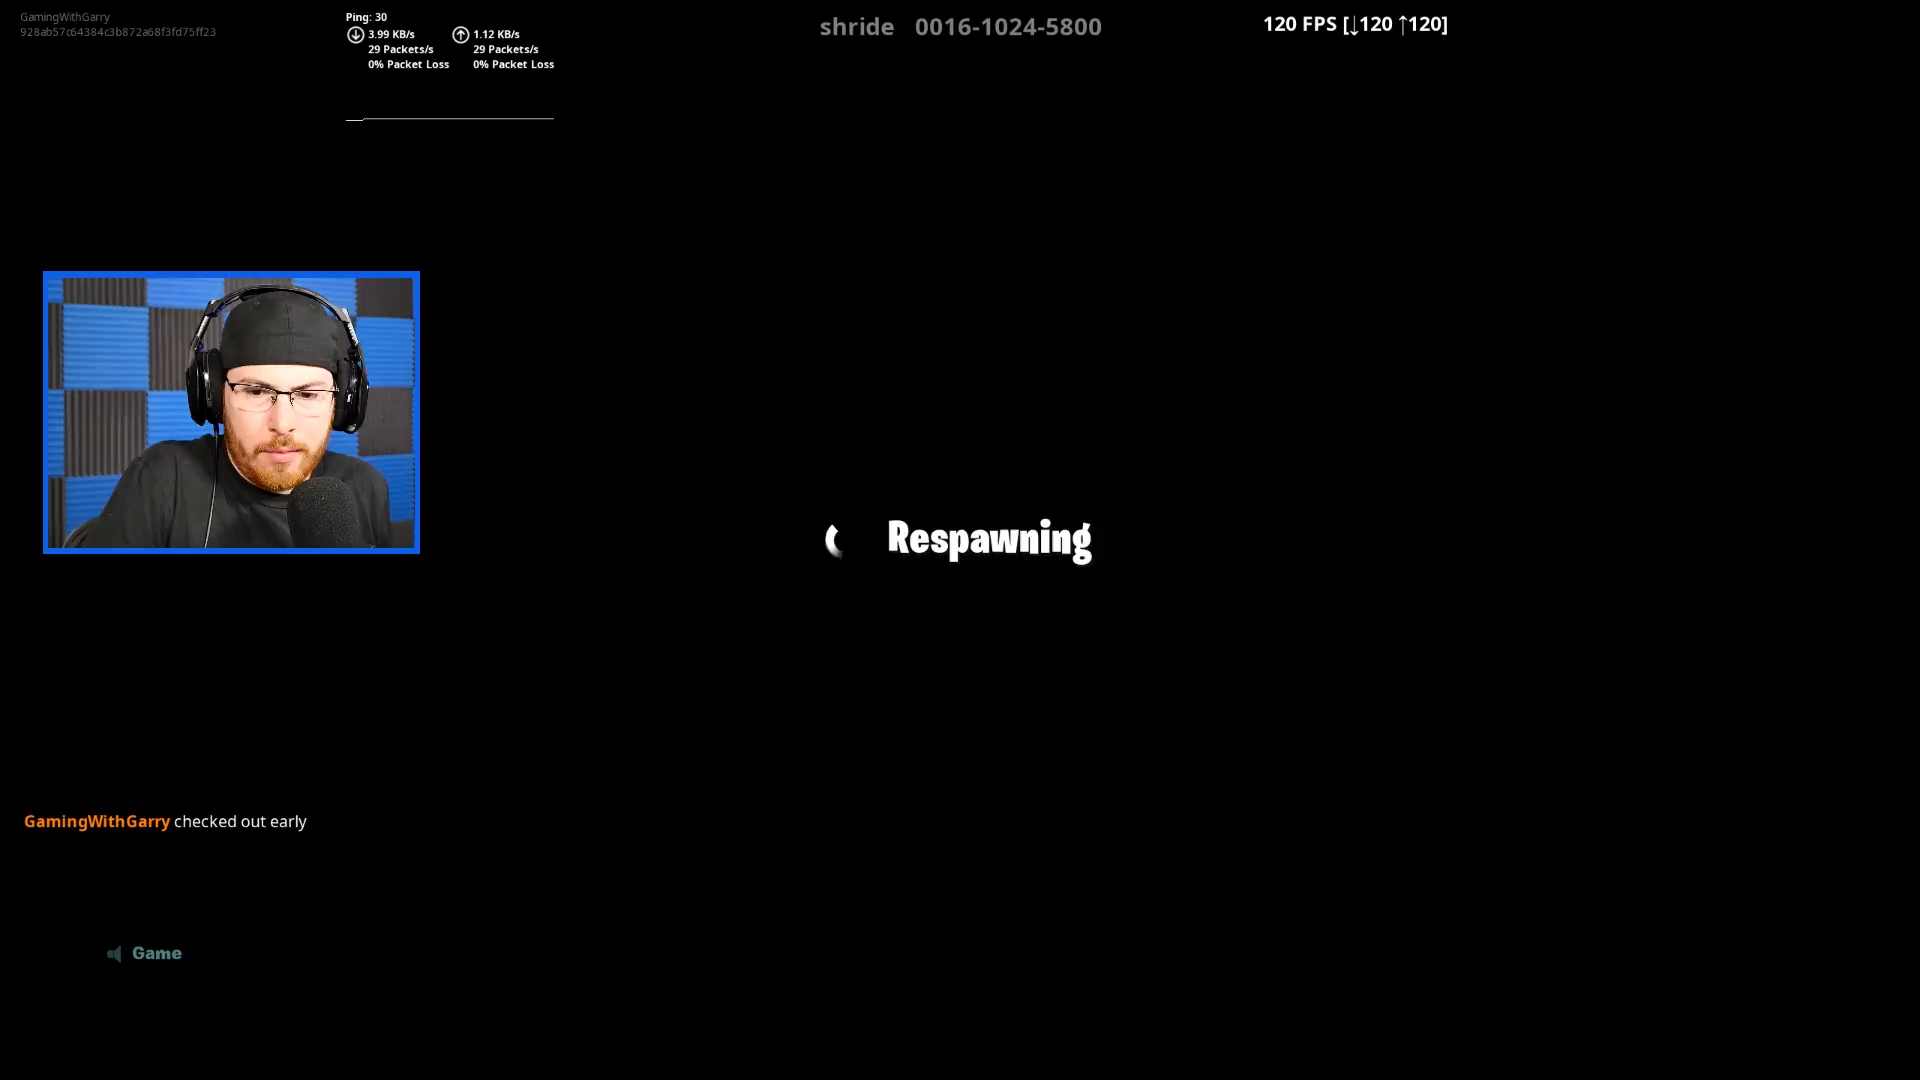 GamingWithGarry
928ab57c64384c3b872a68f3fd75ff23
Ping: 30
3.99 KB/s 1.12 KB/s
29 Packets/s 29 Packets/s
0% Packet Loss 0% Packet Loss
shride 0016-1024-5800
120 FPS [↓120 ↑120]
Respawning
GamingWithGarry checked out early
Game